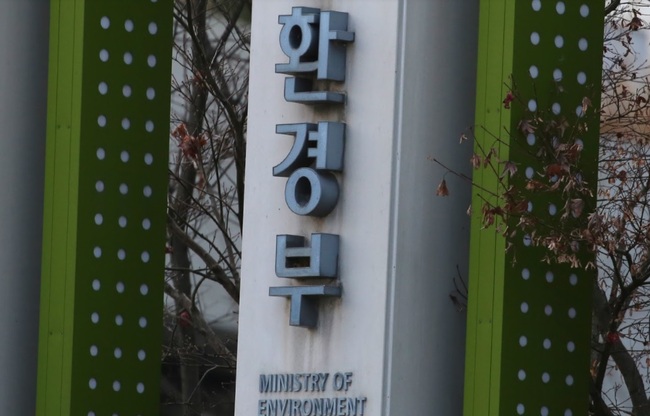 환경부
MINISTRY OF
ENVIRONMENT